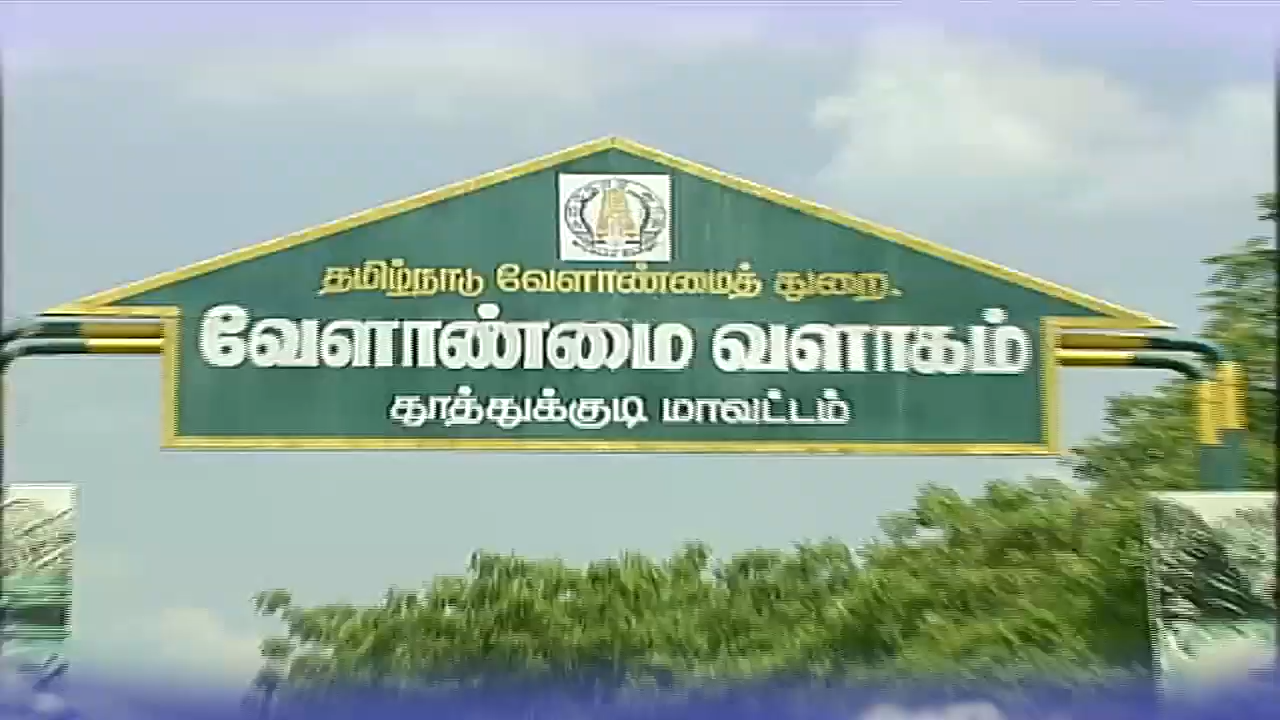 தமிழ்நாடு வேளாண்மைத் துறை.
வேளாண்மை வளாகம்
தூத்துக்குடி மாவட்டம்